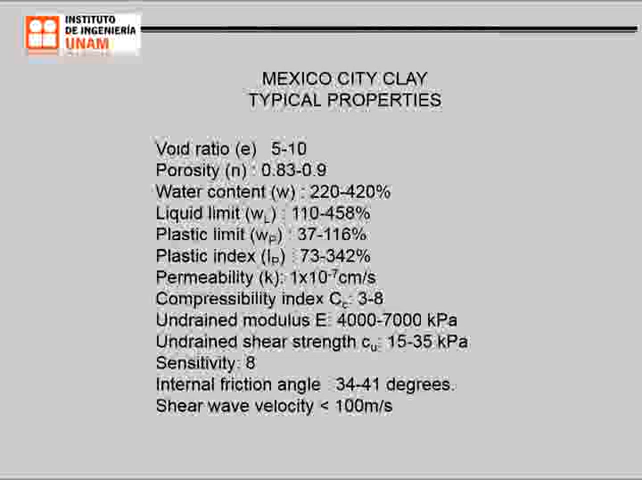 INSTITUTO
DE INGENIERÍA
UNAM
MEXICO CITY CLAY
TYPICAL PROPERTIES
Void ratio (e) 5-10
Porosity (n) : 0.83-0.9
Water content (w) : 220-420%
Liquid limit (wL) : 110-458%
Plastic limit (wP) : 37-116%
Plastic index (IP) : 73-342%
Permeability (k): 1x10-7cm/s
Compressibility index Cc: 3-8
Undrained modulus E: 4000-7000 kPa
Undrained shear strength cu: 15-35 kPa
Sensitivity: 8
Internal friction angle : 34-41 degrees.
Shear wave velocity < 100m/s